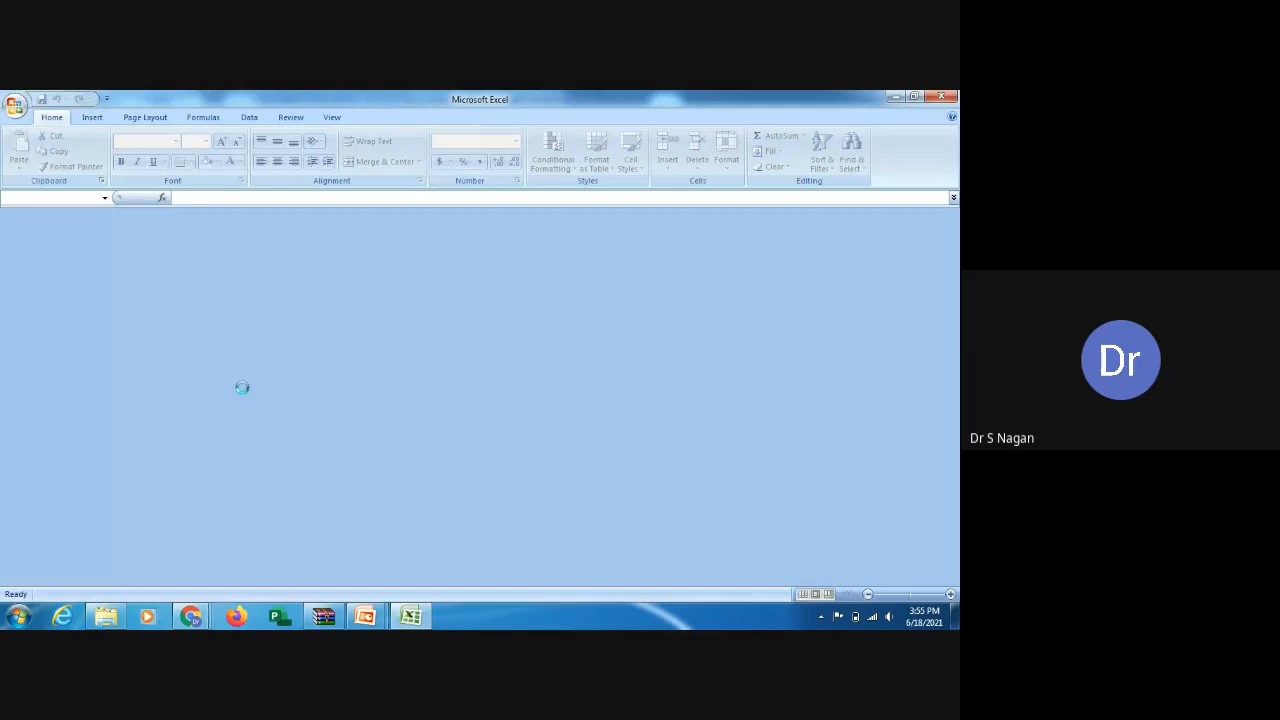 Microsoft Excel
Home Insert Page Layout Formulas Data Review View
Paste
Cut
Copy
Format Painter
Clipboard
B I U A
Font
Wrap Text
Merge & Center
Alignment
$ % ,
Number
Conditional Formatting
Format as Table
Cell Styles
Styles
Insert
Delete
Format
Cells
Σ AutoSum
Fill
Clear
Sort & Filter
Find & Select
Editing
fx
Ready
3:55 PM
6/18/2021
Dr
Dr S Nagan